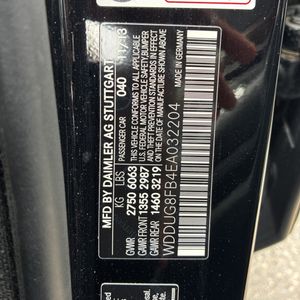 MFD BY DAIMLER AG STUTTGART
PASSENGER CAR 040
KG LBS
GVWR 2750 6063
GAWR FRONT 1355 2987
GAWR REAR 1460 3219
THIS VEHICLE CONFORMS TO ALL APPLICABLE
U.S. FEDERAL MOTOR VEHICLE SAFETY, BUMPER
AND THEFT PREVENTION STANDARDS IN EFFECT
ON THE DATE OF MANUFACTURE SHOWN ABOVE
MADE IN GERMANY
WDDUG8FB4EA032204